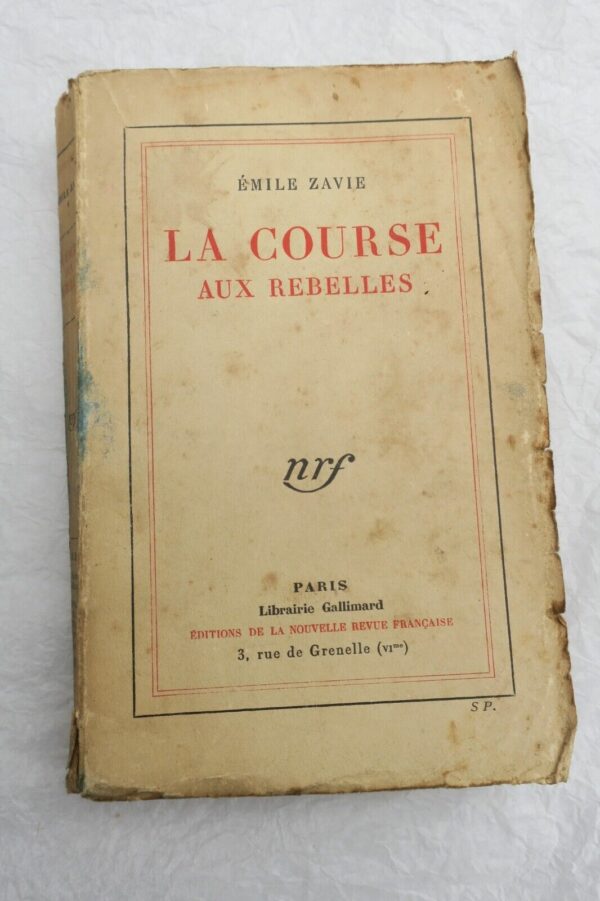 ÉMILE ZAVIE
LA COURSE
AUX REBELLES
nrf
PARIS
Librairie Gallimard
ÉDITIONS DE LA NOUVELLE REVUE FRANÇAISE
3, rue de Grenelle (VIme)
SP.